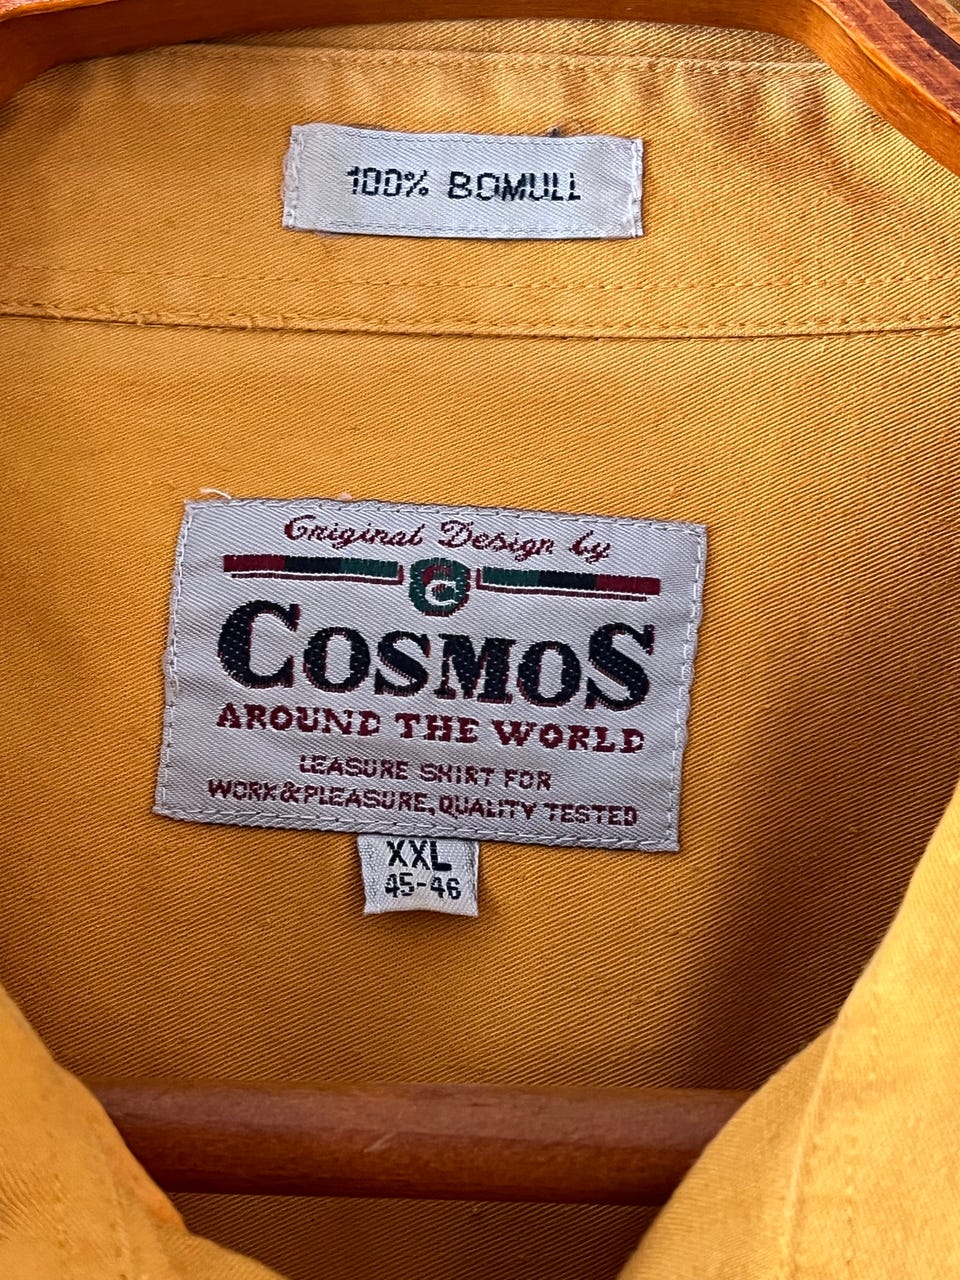 100% BOMULL
Original Design by
COSMOS
AROUND THE WORLD
LEASURE SHIRT FOR
WORK&PLEASURE, QUALITY TESTED
XXL
45-46